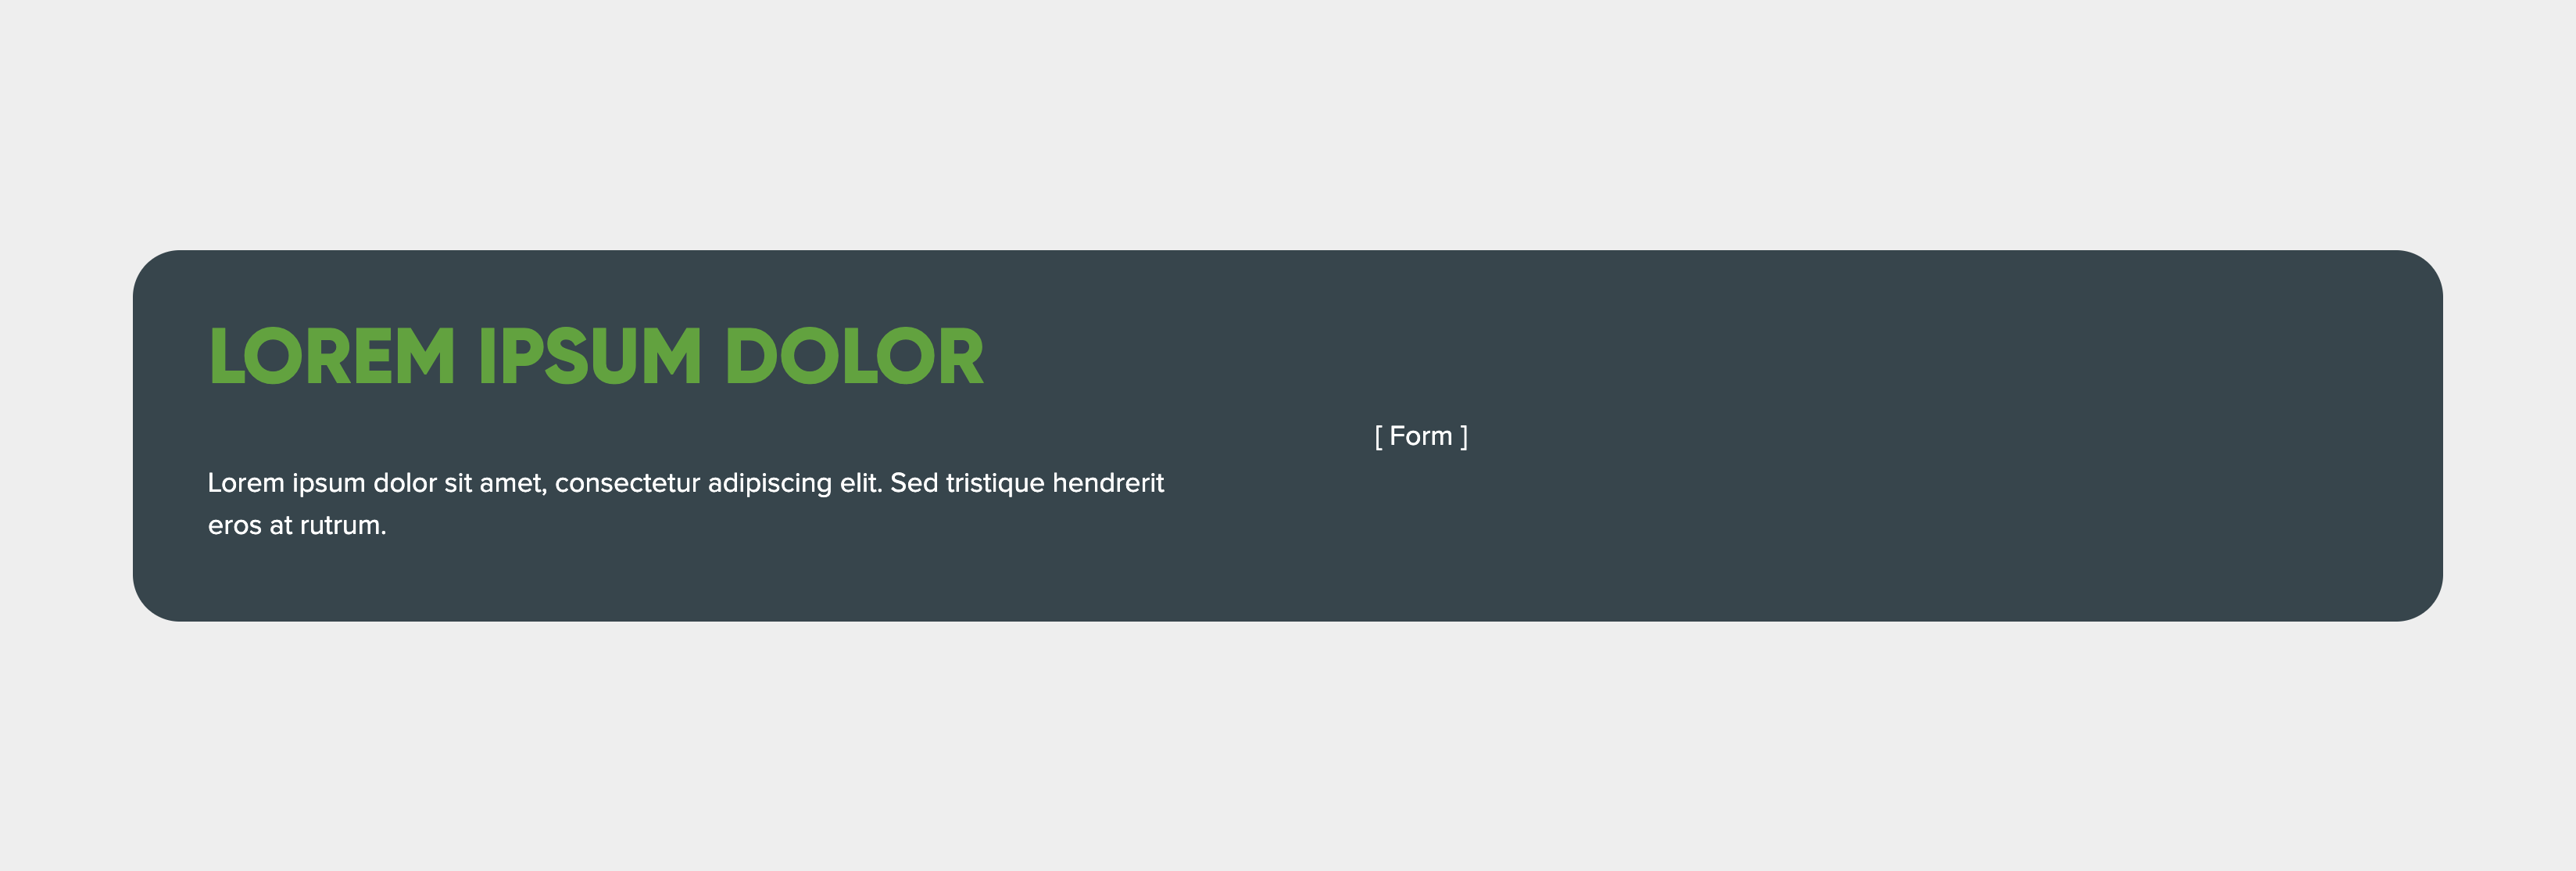 LOREM IPSUM DOLOR
Lorem ipsum dolor sit amet, consectetur adipiscing elit. Sed tristique hendrerit
eros at rutrum.
[ Form ]